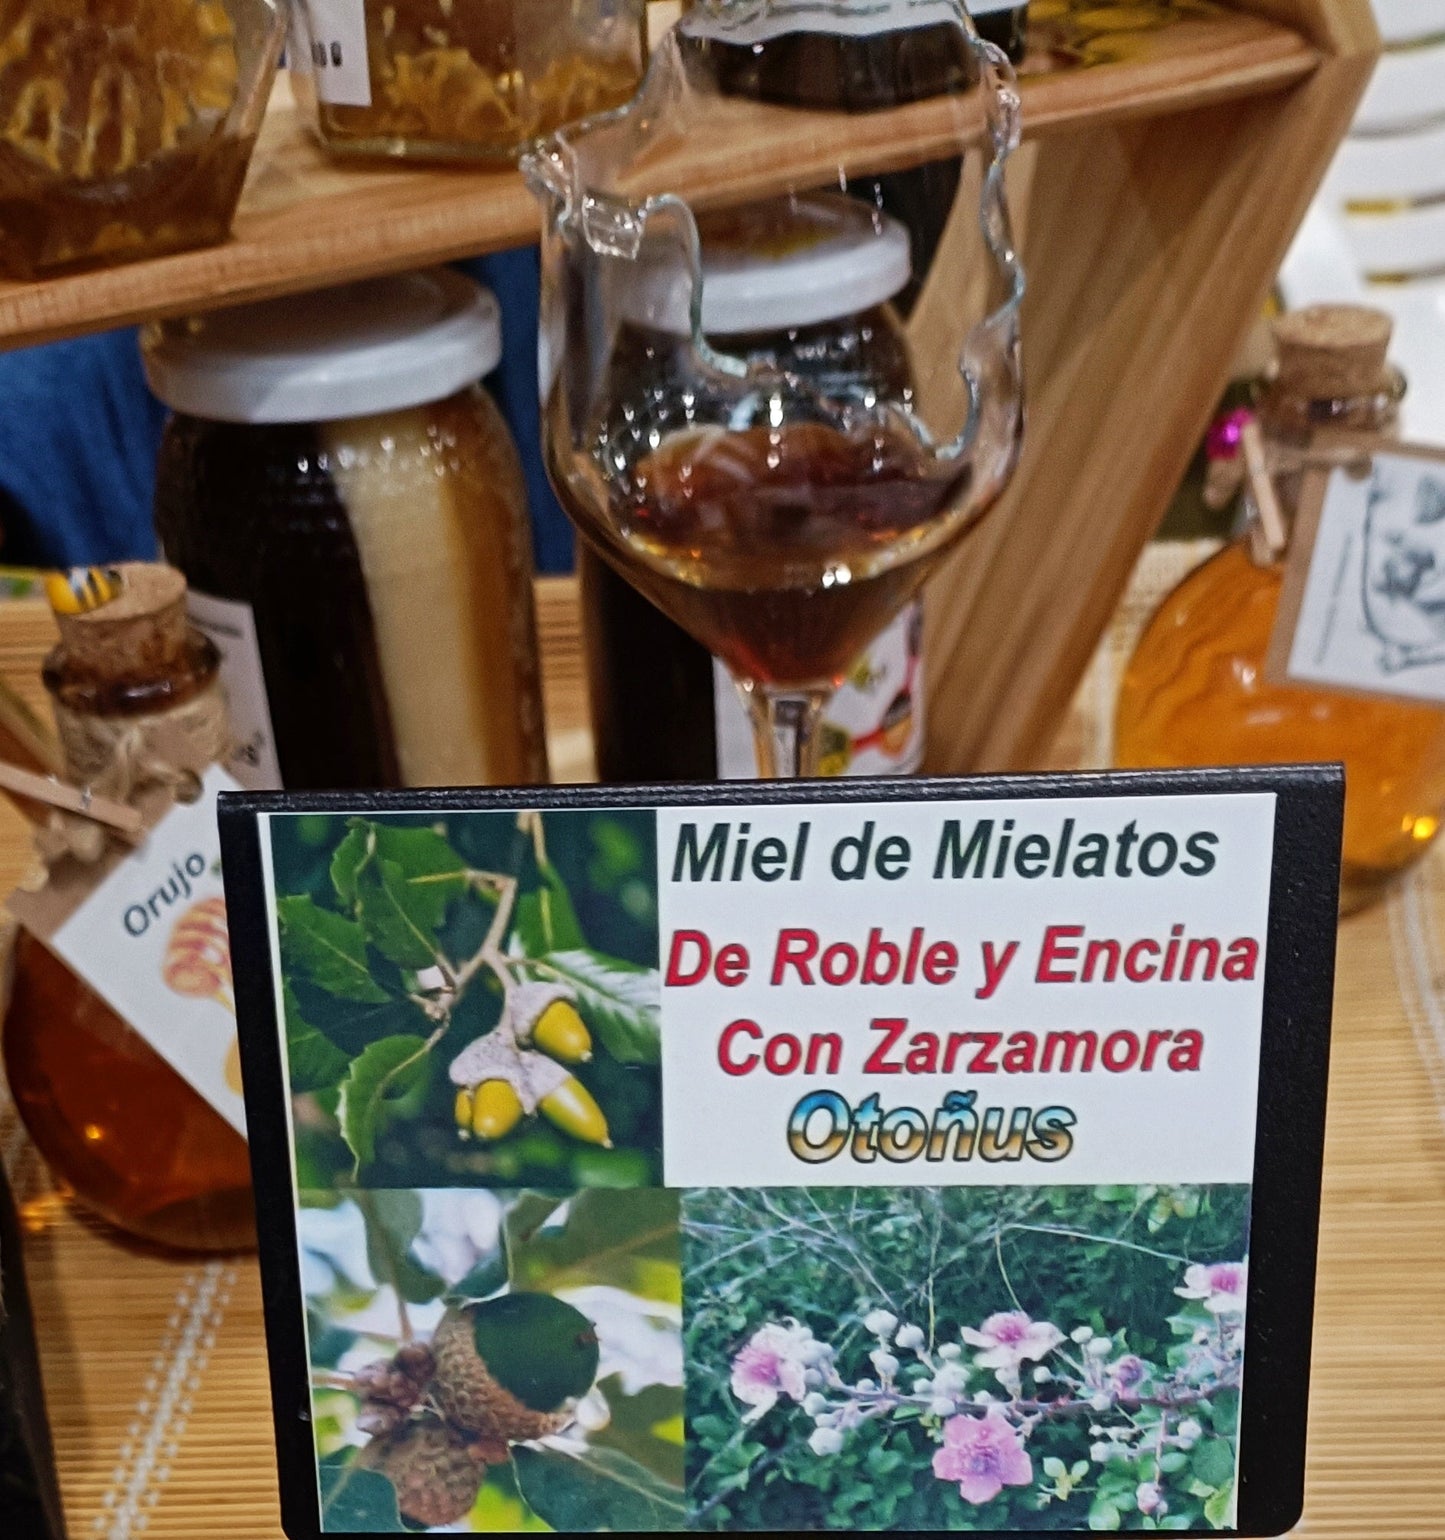 Orujo
Miel de Mielatos
De Roble y Encina
Con Zarzamora
Otoñus